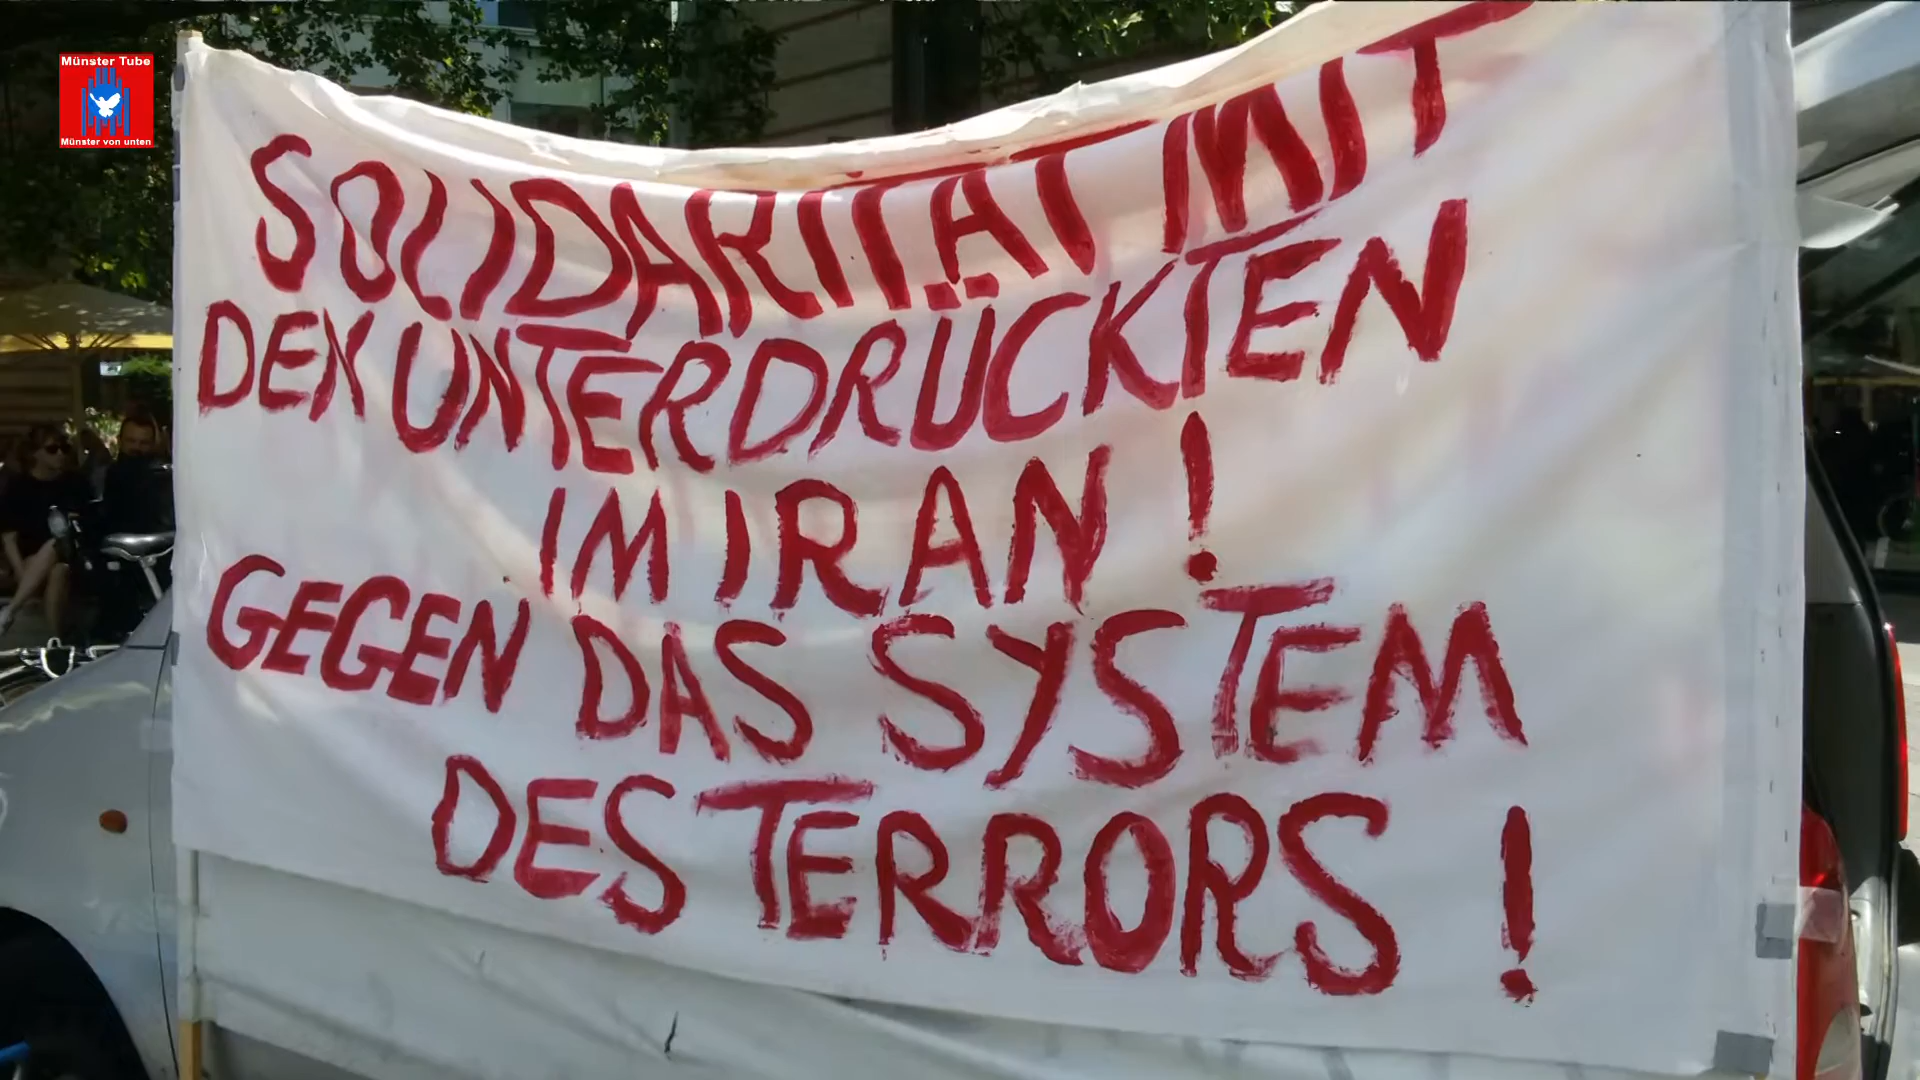 Münster Tube
Münster von unten
SOLIDARITÄT MIT
DEN UNTERDRÜCKTEN
IM IRAN !
GEGEN DAS SYSTEM
DES TERRORS !